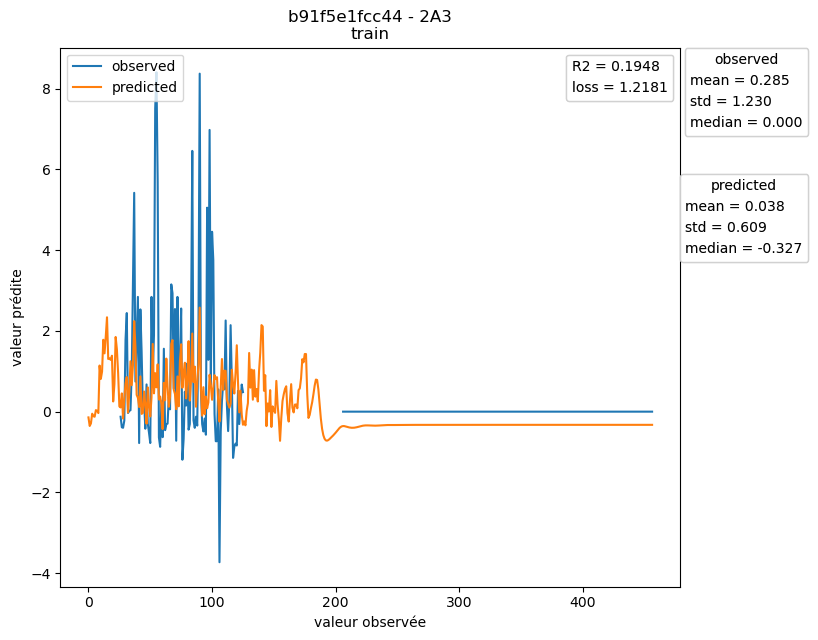 b91f5e1fcc44 - 2A3
train
observed
predicted
R2 = 0.1948
loss = 1.2181
observed
mean = 0.285
std = 1.230
median = 0.000
predicted
mean = 0.038
std = 0.609
median = -0.327
valeur prédite
8
6
4
2
0
−2
−4
0
100
200
300
400
valeur observée